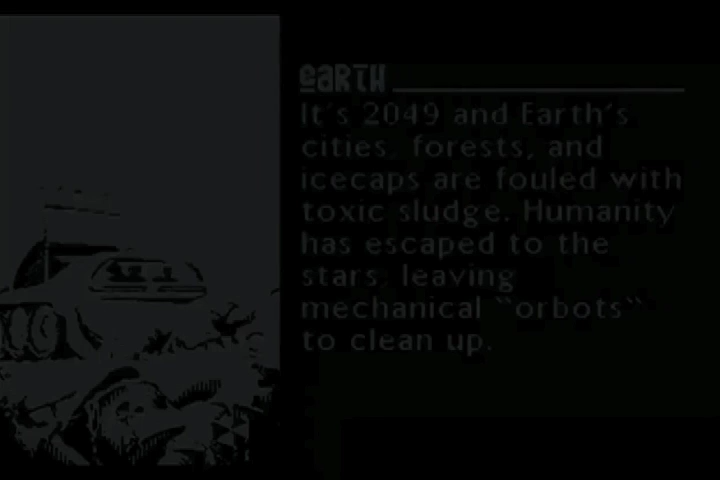 EARTH
It's 2049 and Earth's
cities, forests, and
icecaps are fouled with
toxic sludge. Humanity
has escaped to the
stars, leaving
mechanical “orbots“
to clean up.